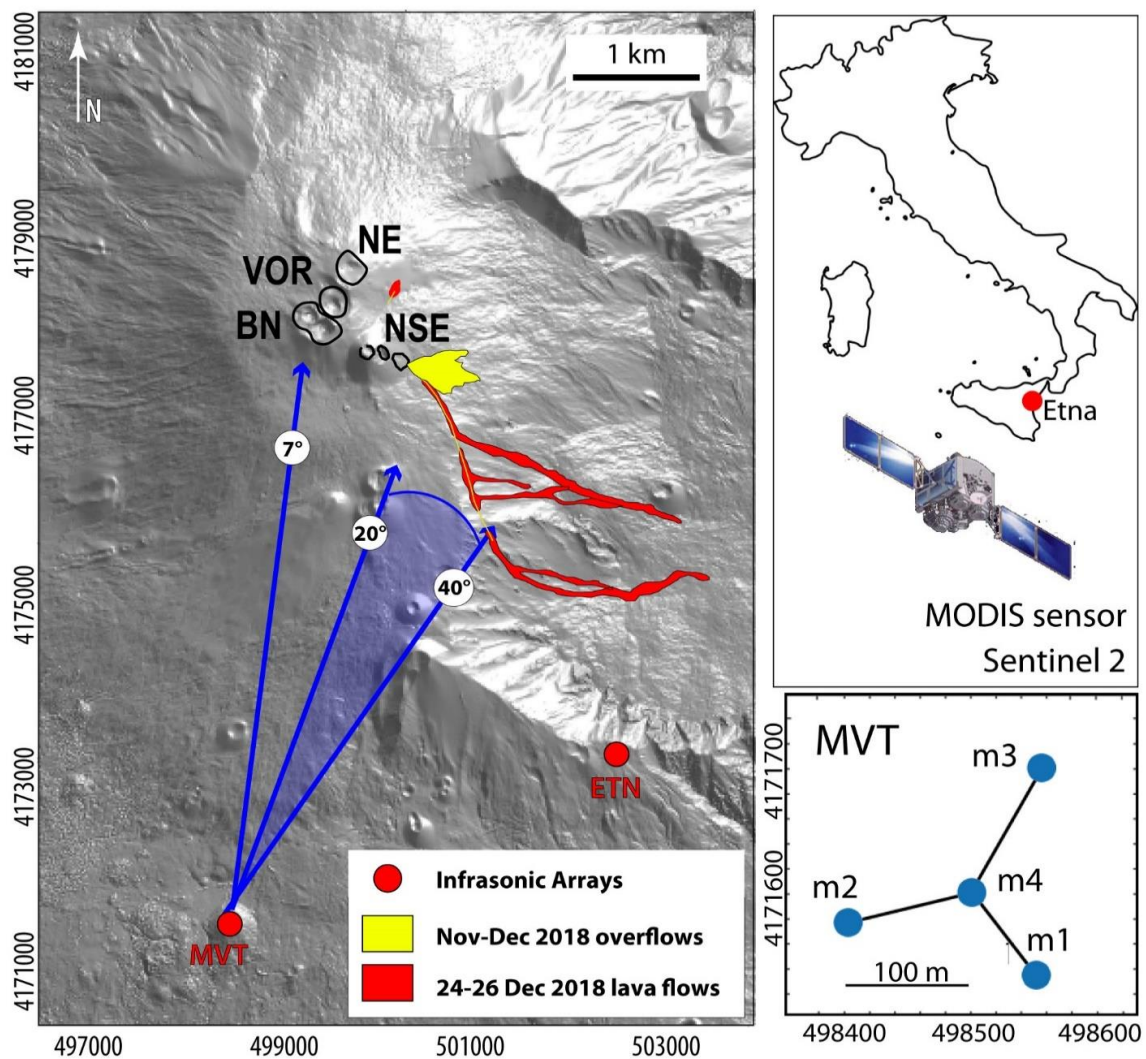 4181000
4179000
4177000
4175000
4173000
4171000
N
1 km
NE
VOR
BN
NSE
7°
20°
40°
ETN
MVT
Infrasonic Arrays
Nov-Dec 2018 overflows
24-26 Dec 2018 lava flows
497000
499000
501000
503000
Etna
MODIS sensor
Sentinel 2
MVT
4171700
4171600
m3
m4
m2
m1
100 m
498400
498500
498600